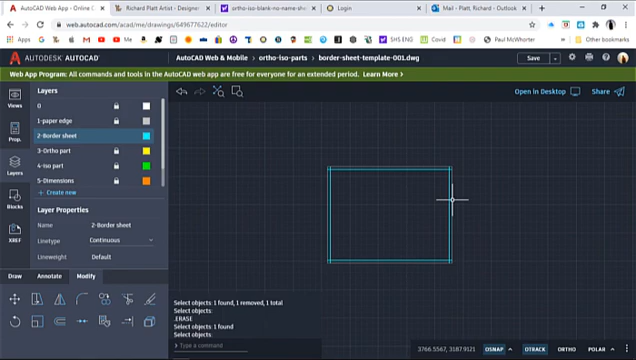 AutoCAD Web App - Online C
Richard Platt Artist - Designer
ortho-iso-blank-no-name-sh
Login
Mail - Platt, Richard - Outlook
web.autocad.com/acad/me/drawings/649677622/editor
Apps
SHS ENG
Covid
Paul McWhorter
Other bookmarks
AUTODESK AUTOCAD
AutoCAD Web & Mobile > ortho-iso-parts > border-sheet-template-001.dwg
Save
Web App Program: All commands and tools in the AutoCAD web app are free for everyone for an extended period. Learn More >
Views
Prop.
Layers
Blocks
XREF
Layers
0
1-paper edge
2-Border sheet
3-Ortho part
4-Iso part
5-Dimensions
+ Create new
Layer Properties
Name 2-Border sheet
Linetype Continuous
Lineweight Default
Draw Annotate Modify
Open in Desktop
Share
Select objects: 1 found, 1 removed, 1 total
Select objects:
.ERASE
Select objects: 1 found
Select objects:
Type a command
3766.5567, 3187.9121 OSNAP OTRACK ORTHO POLAR